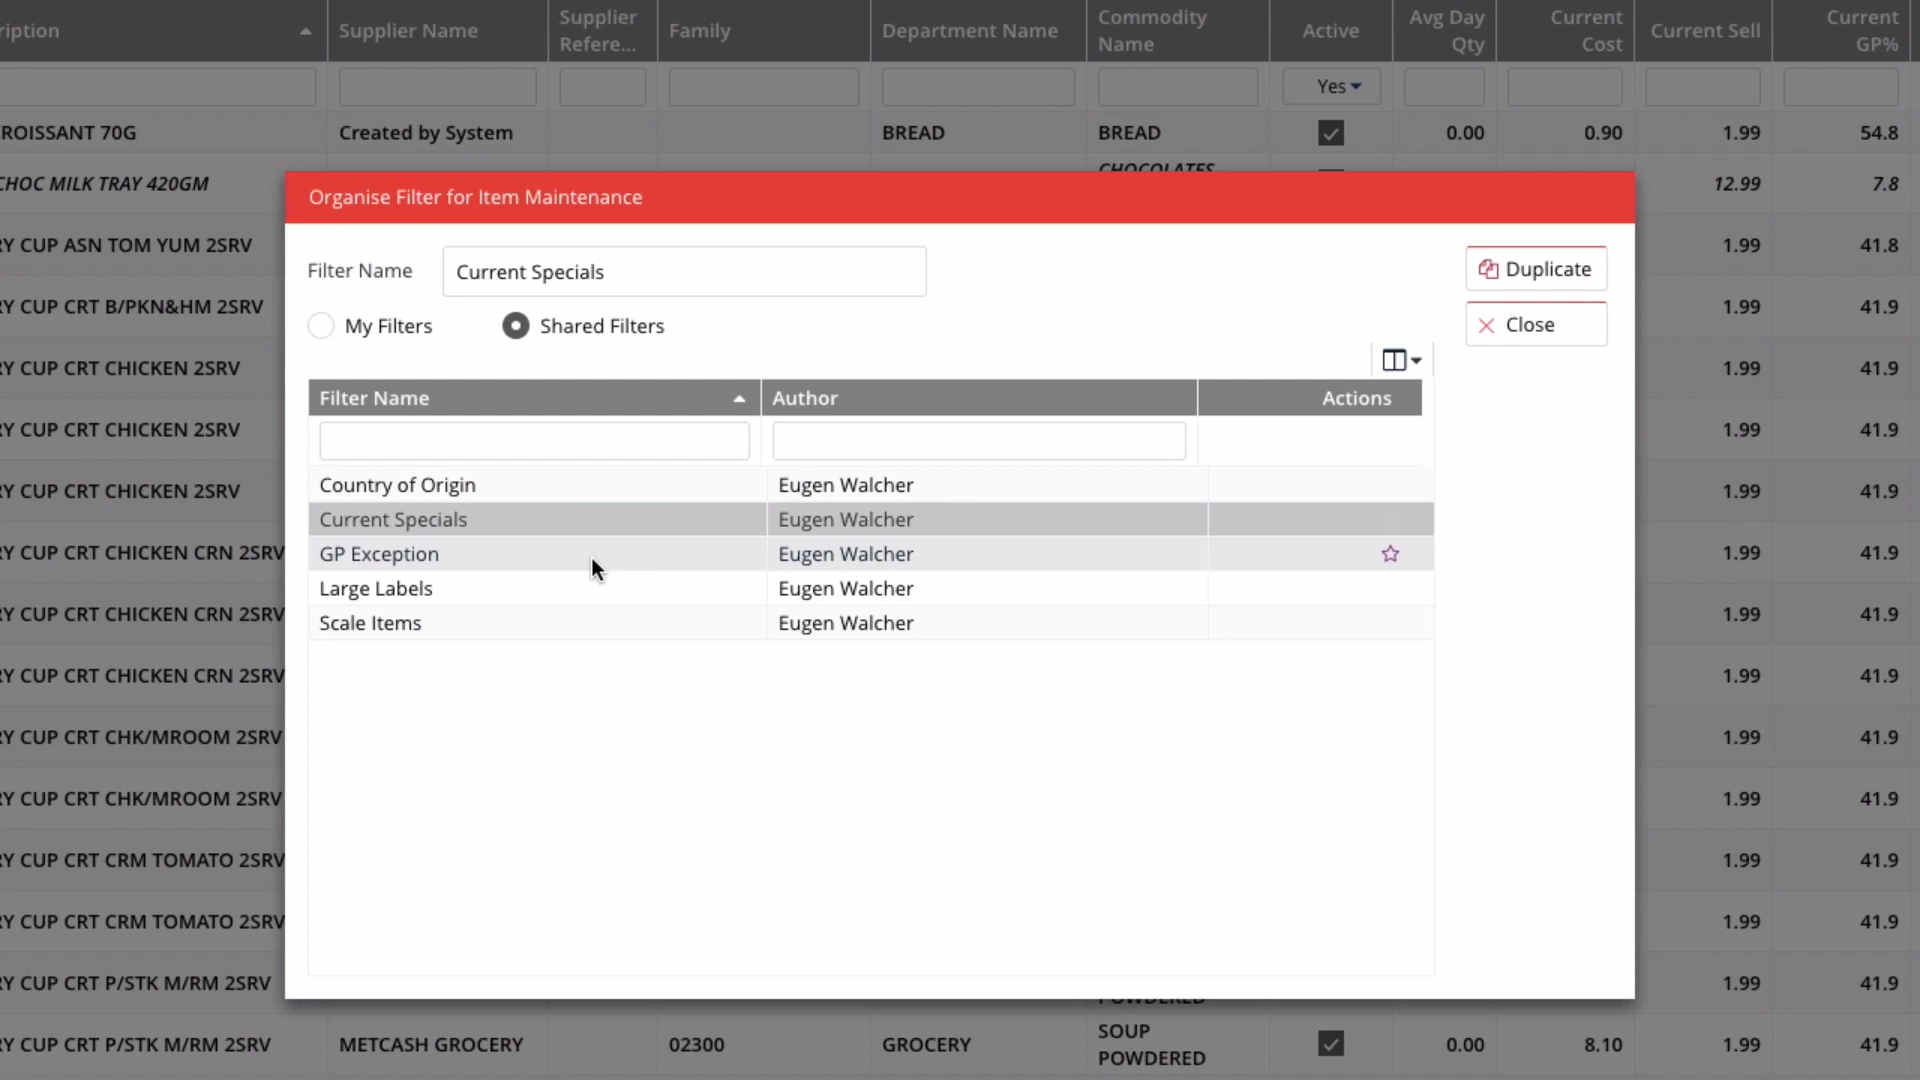 ription
Supplier Name
Supplier
Refere...
Family
Department Name
Commodity
Name
Active
Avg Day
Qty
Current
Cost
Current Sell
Current
GP%
Yes
ROISSANT 70G Created by System BREAD BREAD 0.00 0.90 1.99 54.8
CHOCOLATES
CHOC MILK TRAY 420GM 12.99 7.8
RY CUP ASN TOM YUM 2SRV 1.99 41.8
RY CUP CRT B/PKN&HM 2SRV 1.99 41.9
RY CUP CRT CHICKEN 2SRV 1.99 41.9
RY CUP CRT CHICKEN 2SRV 1.99 41.9
RY CUP CRT CHICKEN 2SRV 1.99 41.9
RY CUP CRT CHICKEN CRN 2SRV 1.99 41.9
RY CUP CRT CHICKEN CRN 2SRV 1.99 41.9
RY CUP CRT CHICKEN CRN 2SRV 1.99 41.9
RY CUP CRT CHK/MROOM 2SRV 1.99 41.9
RY CUP CRT CHK/MROOM 2SRV 1.99 41.9
RY CUP CRT CRM TOMATO 2SRV 1.99 41.9
RY CUP CRT CRM TOMATO 2SRV 1.99 41.9
RY CUP CRT P/STK M/RM 2SRV 1.99 41.9
POWDERED
RY CUP CRT P/STK M/RM 2SRV METCASH GROCERY 02300 GROCERY SOUP
POWDERED 0.00 8.10 1.99 41.9
Organise Filter for Item Maintenance
Filter Name Current Specials
Duplicate
My Filters Shared Filters
Close
Filter Name Author Actions
Country of Origin Eugen Walcher
Current Specials Eugen Walcher
GP Exception Eugen Walcher
Large Labels Eugen Walcher
Scale Items Eugen Walcher